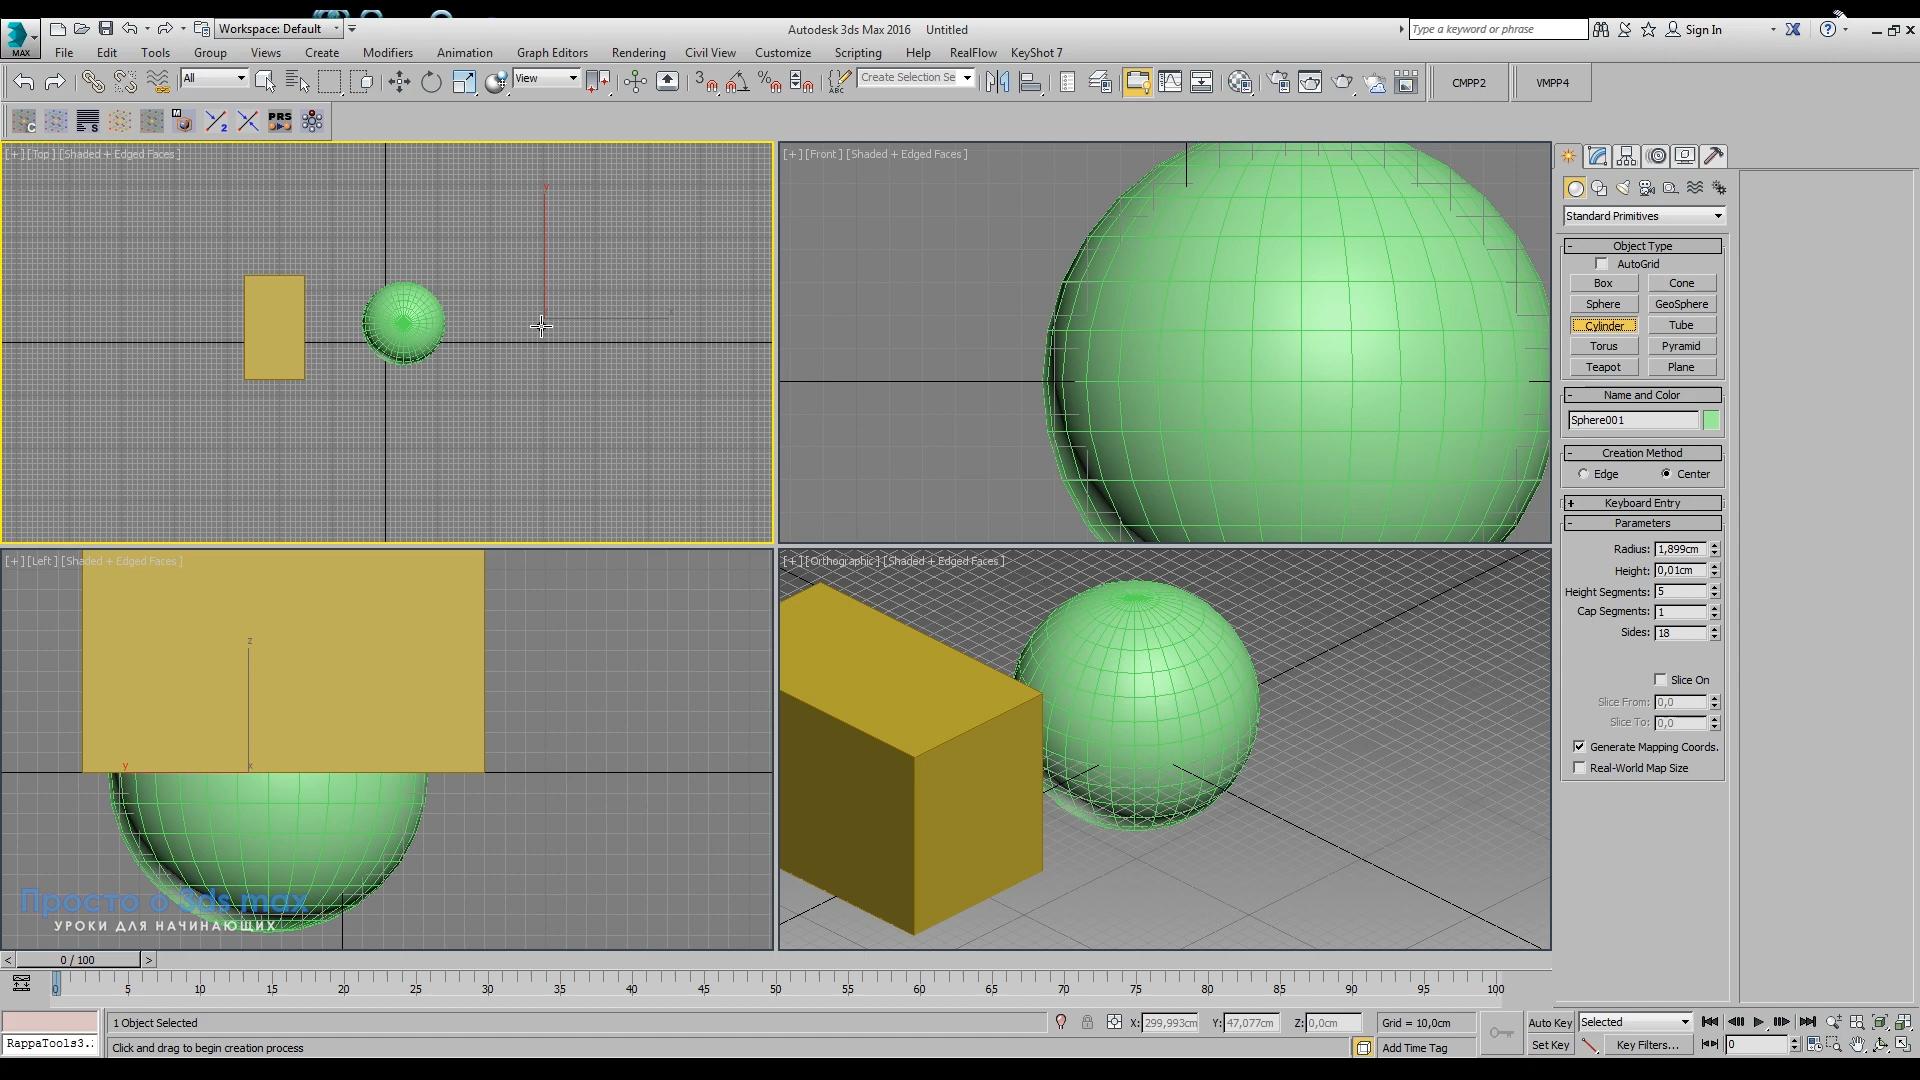 Workspace: Default
Autodesk 3ds Max 2016 Untitled
Type a keyword or phrase
Sign In
MAX
File Edit Tools Group Views Create Modifiers Animation Graph Editors Rendering Civil View Customize Scripting Help RealFlow KeyShot 7
All
View
3
Create Selection Se
CMPP2
VMPP4
PRS
[+] [Top] [Shaded + Edged Faces]
[+] [Front] [Shaded + Edged Faces]
y
Standard Primitives
- Object Type
AutoGrid
Box Cone
Sphere GeoSphere
Cylinder Tube
Torus Pyramid
Teapot Plane
- Name and Color
Sphere001
- Creation Method
Edge Center
+ Keyboard Entry
- Parameters
Radius: 1,899cm
Height: 0,01cm
Height Segments: 5
Cap Segments: 1
Sides: 18
Slice On
Slice From: 0,0
Slice To: 0,0
Generate Mapping Coords.
Real-World Map Size
[+] [Left] [Shaded + Edged Faces]
[+] [Orthographic] [Shaded + Edged Faces]
z
y x
Просто о 3ds max
УРОКИ ДЛЯ НАЧИНАЮЩИХ
< 0 / 100 >
0 5 10 15 20 25 30 35 40 45 50 55 60 65 70 75 80 85 90 95 100
1 Object Selected
X: 299,993cm Y: 47,077cm Z: 0,0cm
Grid = 10,0cm
Auto Key
Selected
RappaTools3.
Click and drag to begin creation process
Add Time Tag
Set Key
Key Filters...
0